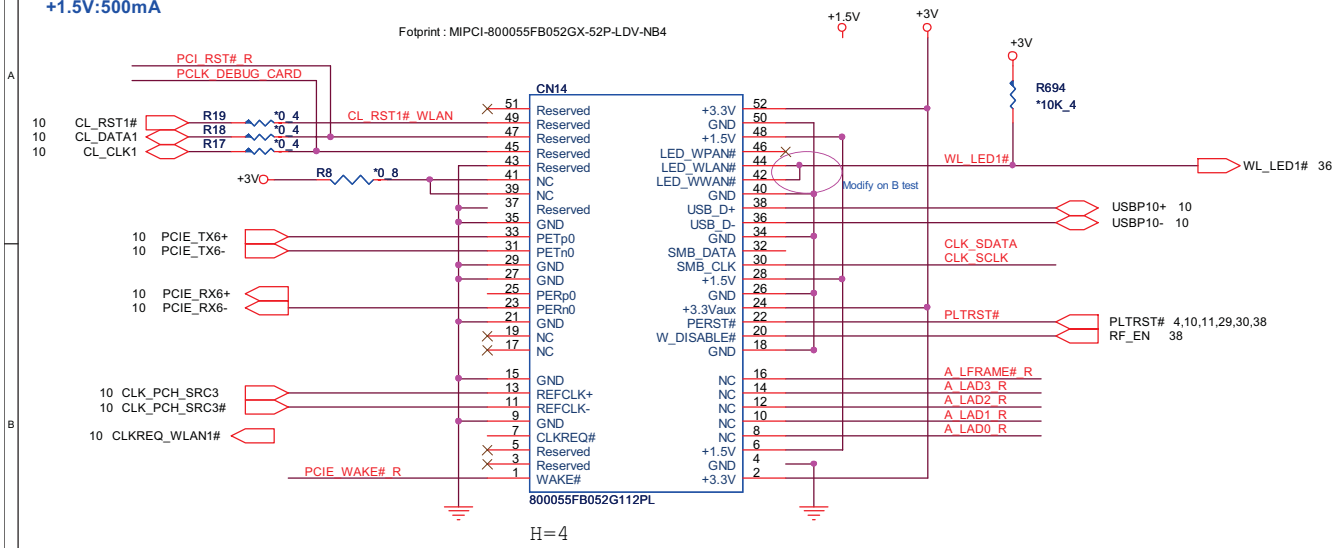 +1.5V:500mA
Fotprint : MIPCI-800055FB052GX-52P-LDV-NB4
+1.5V
+3V
+3V
A
PCI_RST#_R
PCLK_DEBUG_CARD
R694
*10K_4
CN14
10 CL_RST1# R19 *0_4 CL_RST1#_WLAN
10 CL_DATA1 R18 *0_4
10 CL_CLK1 R17 *0_4
+3V R8 *0_8
51 Reserved
49 Reserved
47 Reserved
45 Reserved
43 Reserved
41 NC
39 NC
37 Reserved
35 GND
33 PETp0
31 PETn0
29 GND
27 GND
25 PERp0
23 PERn0
21 GND
19 NC
17 NC
15 GND
13 REFCLK+
11 REFCLK-
9 GND
7 CLKREQ#
5 Reserved
3 Reserved
1 WAKE#
+3.3V 52
GND 50
+1.5V 48
LED_WPAN# 46
LED_WLAN# 44
LED_WWAN# 42
GND 40
USB_D+ 38
USB_D- 36
GND 34
SMB_DATA 32
SMB_CLK 30
+1.5V 28
GND 26
+3.3Vaux 24
PERST# 22
W_DISABLE# 20
GND 18
NC 16
NC 14
NC 12
NC 10
NC 8
+1.5V 6
GND 4
+3.3V 2
10 PCIE_TX6+
10 PCIE_TX6-
10 PCIE_RX6+
10 PCIE_RX6-
10 CLK_PCH_SRC3
10 CLK_PCH_SRC3#
B
10 CLKREQ_WLAN1#
PCIE_WAKE#_R
WL_LED1#
WL_LED1# 36
Modify on B test
USBP10+ 10
USBP10- 10
CLK_SDATA
CLK_SCLK
PLTRST#
PLTRST# 4,10,11,29,30,38
RF_EN 38
A_LFRAME#_R
A_LAD3_R
A_LAD2_R
A_LAD1_R
A_LAD0_R
800055FB052G112PL
H=4